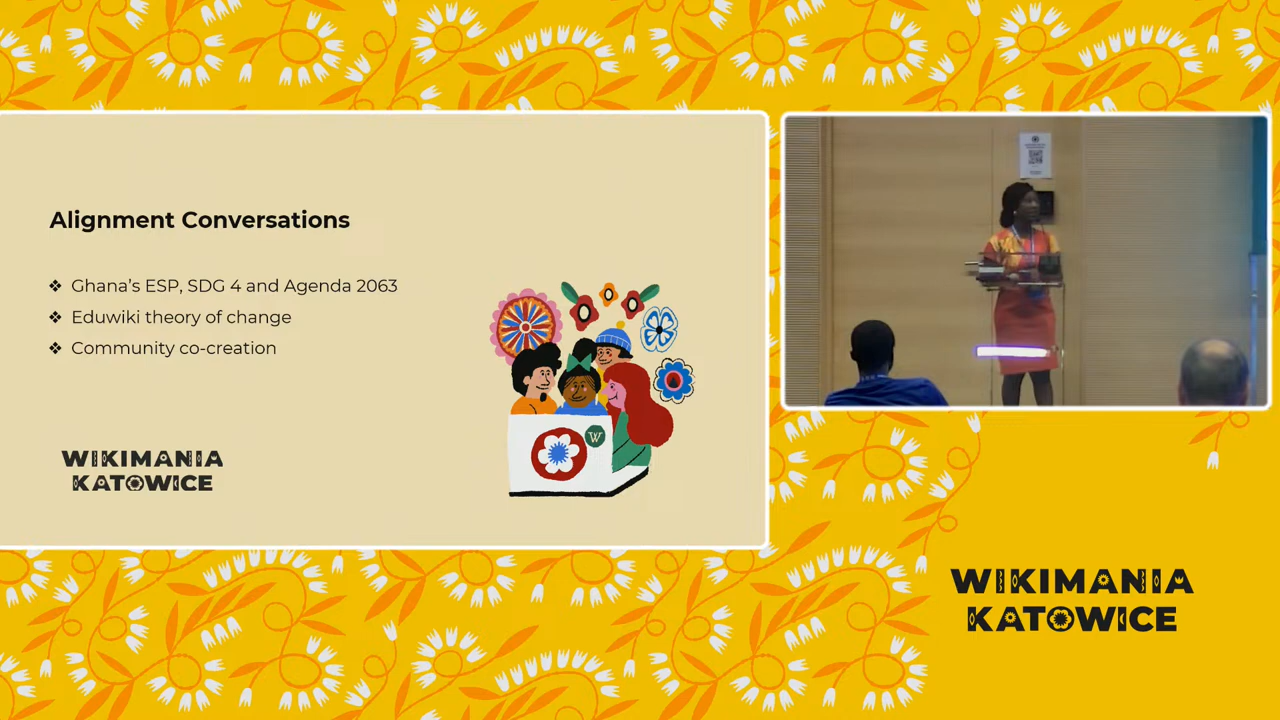 Alignment Conversations
❖ Ghana's ESP, SDG 4 and Agenda 2063
❖ Eduwiki theory of change
❖ Community co-creation
WIKIMANIA
KATOWICE
W
WIKIMANIA
KATOWICE